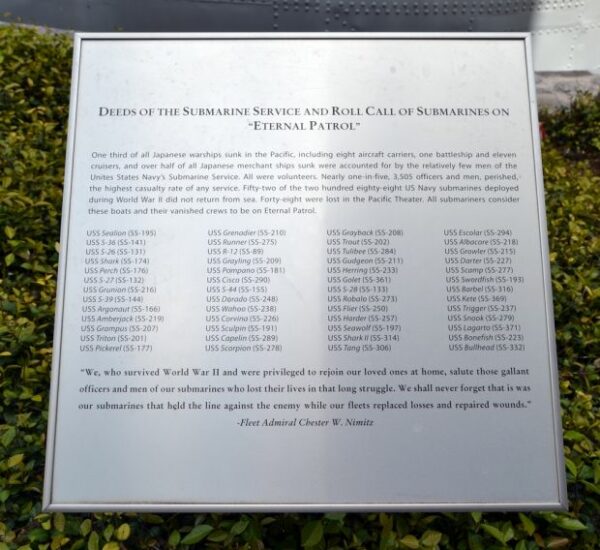 DEEDS OF THE SUBMARINE SERVICE AND ROLL CALL OF SUBMARINES ON
"ETERNAL PATROL"
One third of all Japanese warships sunk in the Pacific, including eight aircraft carriers, one battleship and eleven
cruisers, and over half of all Japanese merchant ships sunk were accounted for by the relatively few men of the
Unites States Navy's Submarine Service. All were volunteers. Nearly one-in-five, 3,505 officers and men, perished,
the highest casualty rate of any service. Fifty-two of the two hundred eighty-eight US Navy submarines deployed
during World War II did not return from sea. Forty-eight were lost in the Pacific Theater. All submariners consider
these boats and their vanished crews to be on Eternal Patrol.
USS Sealion (SS-195)
USS S-36 (SS-141)
USS S-26 (SS-131)
USS Shark (SS-174)
USS Perch (SS-176)
USS S-27 (SS-132)
USS Grunion (SS-216)
USS S-39 (SS-144)
USS Argonaut (SS-166)
USS Amberjack (SS-219)
USS Grampus (SS-207)
USS Triton (SS-201)
USS Pickerel (SS-177)
USS Grenadier (SS-210)
USS Runner (SS-275)
USS R-12 (SS-89)
USS Grayling (SS-209)
USS Pompano (SS-181)
USS Cisco (SS-290)
USS S-44 (SS-155)
USS Dorado (SS-248)
USS Wahoo (SS-238)
USS Corvina (SS-226)
USS Sculpin (SS-191)
USS Capelin (SS-289)
USS Scorpion (SS-278)
USS Grayback (SS-208)
USS Trout (SS-202)
USS Tullibee (SS-284)
USS Gudgeon (SS-211)
USS Herring (SS-233)
USS Golet (SS-361)
USS S-28 (SS-133)
USS Robalo (SS-273)
USS Flier (SS-250)
USS Harder (SS-257)
USS Seawolf (SS-197)
USS Shark II (SS-314)
USS Tang (SS-306)
USS Escolar (SS-294)
USS Albacore (SS-218)
USS Growler (SS-215)
USS Darter (SS-227)
USS Scamp (SS-277)
USS Swordfish (SS-193)
USS Barbel (SS-316)
USS Kete (SS-369)
USS Trigger (SS-237)
USS Snook (SS-279)
USS Lagarto (SS-371)
USS Bonefish (SS-223)
USS Bullhead (SS-332)
"We, who survived World War II and were privileged to rejoin our loved ones at home, salute those gallant
officers and men of our submarines who lost their lives in that long struggle. We shall never forget that is was
our submarines that held the line against the enemy while our fleets replaced losses and repaired wounds."
-Fleet Admiral Chester W. Nimitz